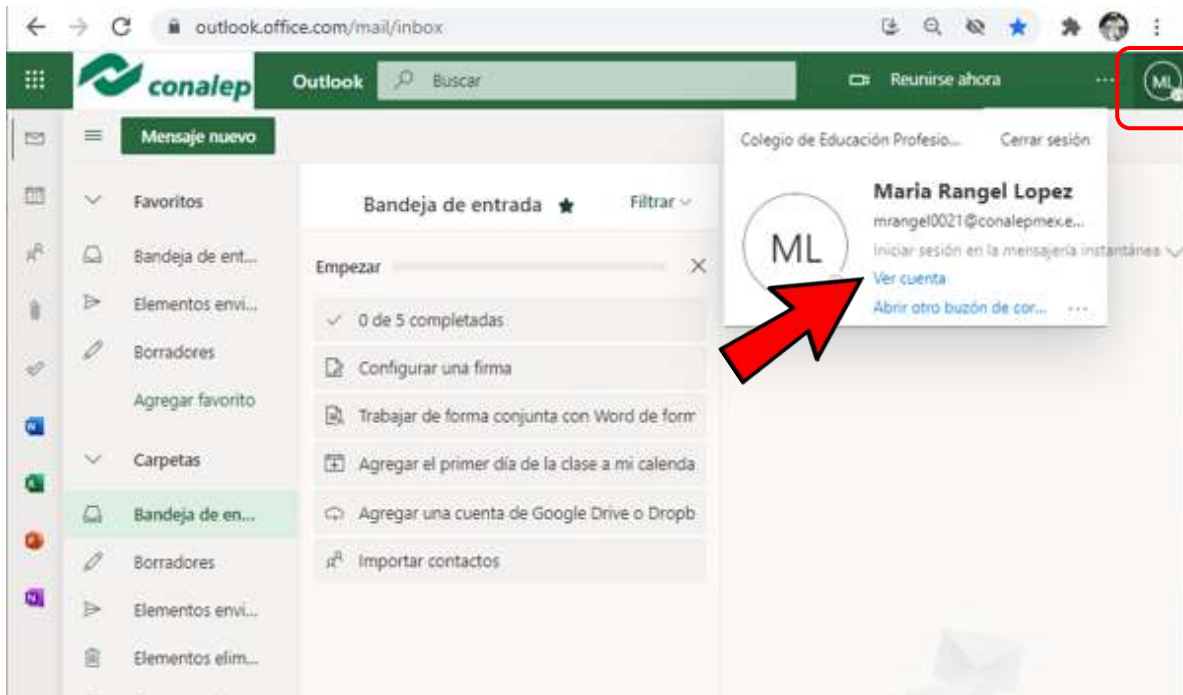 outlook.office.com/mail/inbox
conalep
Outlook
Buscar
Reunirse ahora
ML
Mensaje nuevo
Colegio de Educación Profesio...
Cerrar sesión
Favoritos
Bandeja de entrada
Filtrar
Maria Rangel Lopez
mrangel0021@conalepmex.e...
ML
Iniciar sesión en la mensajería instantánea
Bandeja de ent...
Empezar
Ver cuenta
Elementos envi...
0 de 5 completadas
Abrir otro buzón de cor...
Borradores
Configurar una firma
Agregar favorito
Trabajar de forma conjunta con Word de form
Carpetas
Agregar el primer día de la clase a mi calenda
Bandeja de en...
Agregar una cuenta de Google Drive o Dropb
Borradores
Importar contactos
Elementos envi...
Elementos elim...